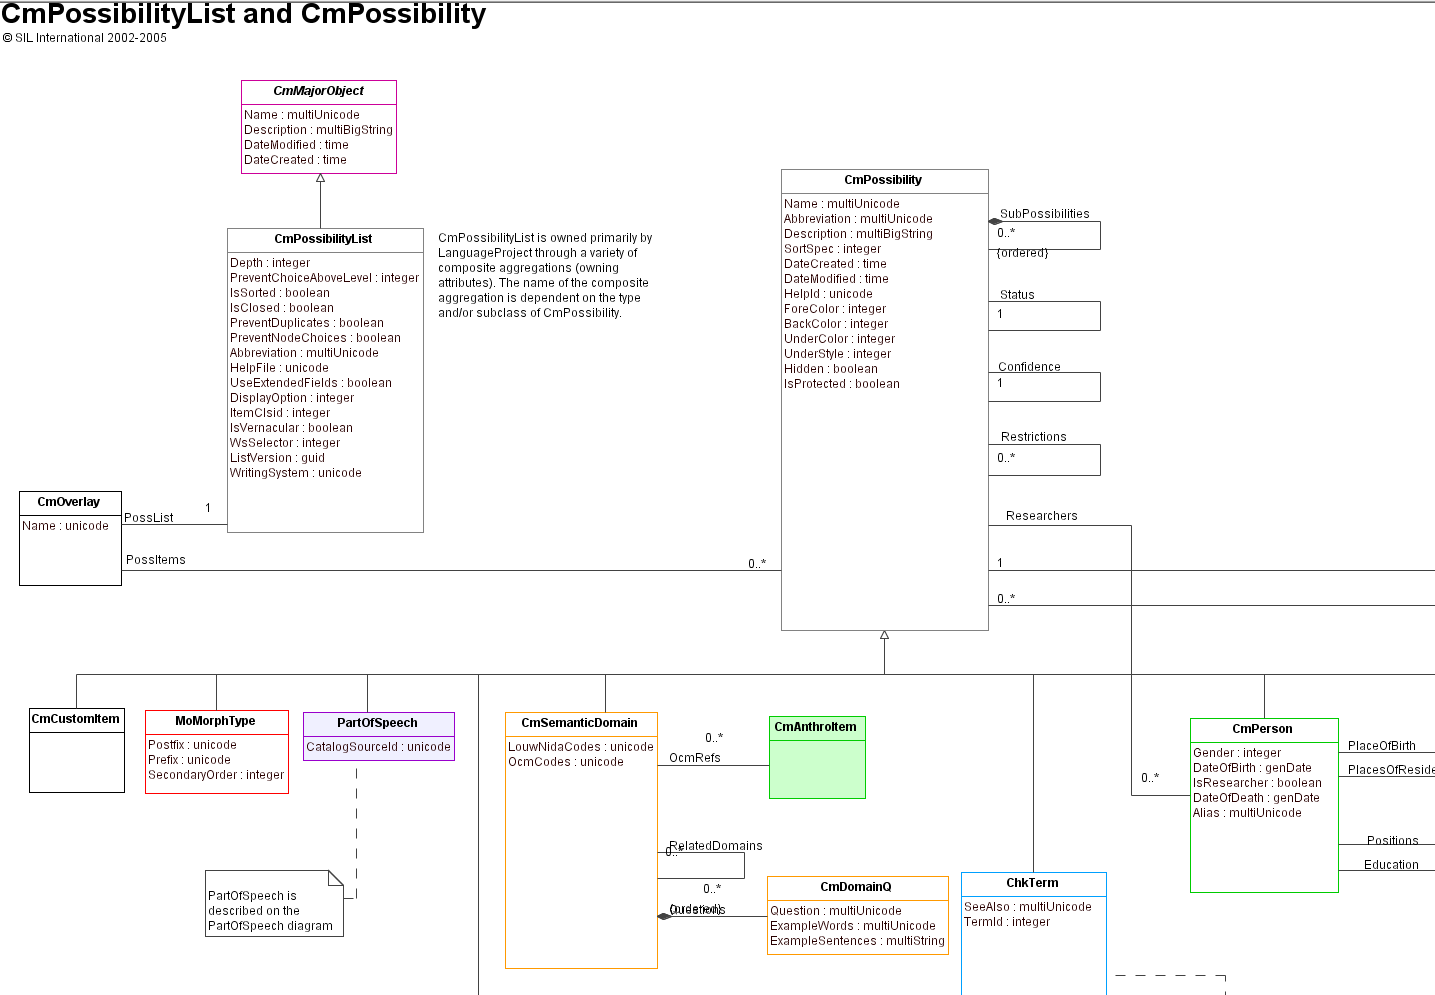 CmPossibilityList and CmPossibility
© SIL International 2002-2005
CmMajorObject
Name : multiUnicode
Description : multiBigString
DateModified : time
DateCreated : time
CmPossibilityList
Depth : integer
PreventChoiceAboveLevel : integer
IsSorted : boolean
IsClosed : boolean
PreventDuplicates : boolean
PreventNodeChoices : boolean
Abbreviation : multiUnicode
HelpFile : unicode
UseExtendedFields : boolean
DisplayOption : integer
ItemClsid : integer
IsVernacular : boolean
WsSelector : integer
ListVersion : guid
WritingSystem : unicode
CmPossibilityList is owned primarily by
LanguageProject through a variety of
composite aggregations (owning
attributes). The name of the composite
aggregation is dependent on the type
and/or subclass of CmPossibility.
CmPossibility
Name : multiUnicode
Abbreviation : multiUnicode
Description : multiBigString
SortSpec : integer
DateCreated : time
DateModified : time
HelpId : unicode
ForeColor : integer
BackColor : integer
UnderColor : integer
UnderStyle : integer
Hidden : boolean
IsProtected : boolean
SubPossibilities
0..*
{ordered}
Status
1
Confidence
1
Restrictions
0..*
Researchers
1
0..*
CmOverlay
Name : unicode
PossList
1
PossItems
0..*
CmCustomItem
MoMorphType
Postfix : unicode
Prefix : unicode
SecondaryOrder : integer
PartOfSpeech
CatalogSourceId : unicode
PartOfSpeech is
described on the
PartOfSpeech diagram
CmSemanticDomain
LouwNidaCodes : unicode
OcmCodes : unicode
0..*
OcmRefs
CmAnthroItem
RelatedDomains
0..*
0..*
{ordered}
Questions
CmDomainQ
Question : multiUnicode
ExampleWords : multiUnicode
ExampleSentences : multiString
ChkTerm
SeeAlso : multiUnicode
TermId : integer
0..*
CmPerson
Gender : integer
DateOfBirth : genDate
IsResearcher : boolean
DateOfDeath : genDate
Alias : multiUnicode
PlaceOfBirth
PlacesOfReside
Positions
Education